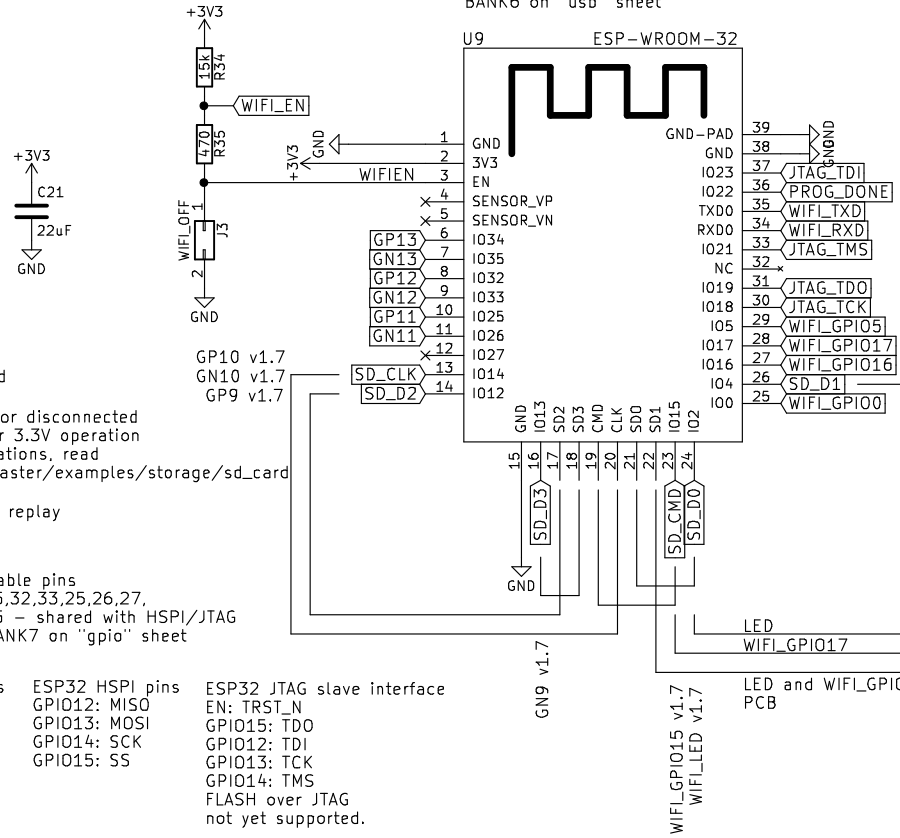 BANK6 on "usb" sheet
+3V3
15k
R34
WIFI_EN
470
R35
WIFIEN
WIFI_OFF
1
2
J3
GND
+3V3
C21
22uF
GND
U9
ESP-WROOM-32
GND
+3V3
1
GND
2
3V3
3
EN
4
SENSOR_VP
5
SENSOR_VN
GP13
6
IO34
GN13
7
IO35
GP12
8
IO32
GN12
9
IO33
GP11
10
IO25
GN11
11
IO26
12
IO27
SD_CLK
13
IO14
SD_D2
14
IO12
GP10 v1.7
GN10 v1.7
GP9 v1.7
GND-PAD
39
GND
GND
38
GND
IO23
37
JTAG_TDI
IO22
36
PROG_DONE
TXD0
35
WIFI_TXD
RXD0
34
WIFI_RXD
IO21
33
JTAG_TMS
NC
32
IO19
31
JTAG_TDO
IO18
30
JTAG_TCK
IO5
29
WIFI_GPIO5
IO17
28
WIFI_GPIO17
IO16
27
WIFI_GPIO16
IO4
26
SD_D1
IO0
25
WIFI_GPIO0
GND
IO13
SD2
SD3
CMD
CLK
SD0
SD1
IO15
IO2
15
16
17
18
19
20
21
22
23
24
SD_D3
SD_CMD
SD_D0
GND
d
or disconnected
r 3.3V operation
ations, read
aster/examples/storage/sd_card
replay
able pins
,32,33,25,26,27,
– shared with HSPI/JTAG
ANK7 on "gpio" sheet
LED
WIFI_GPIO17
LED and WIFI_GPIO
PCB
GN9 v1.7
WIFI_GPIO15 v1.7
WIFI_LED v1.7
s
ESP32 HSPI pins
GPIO12: MISO
GPIO13: MOSI
GPIO14: SCK
GPIO15: SS
ESP32 JTAG slave interface
EN: TRST_N
GPIO15: TDO
GPIO12: TDI
GPIO13: TCK
GPIO14: TMS
FLASH over JTAG
not yet supported.